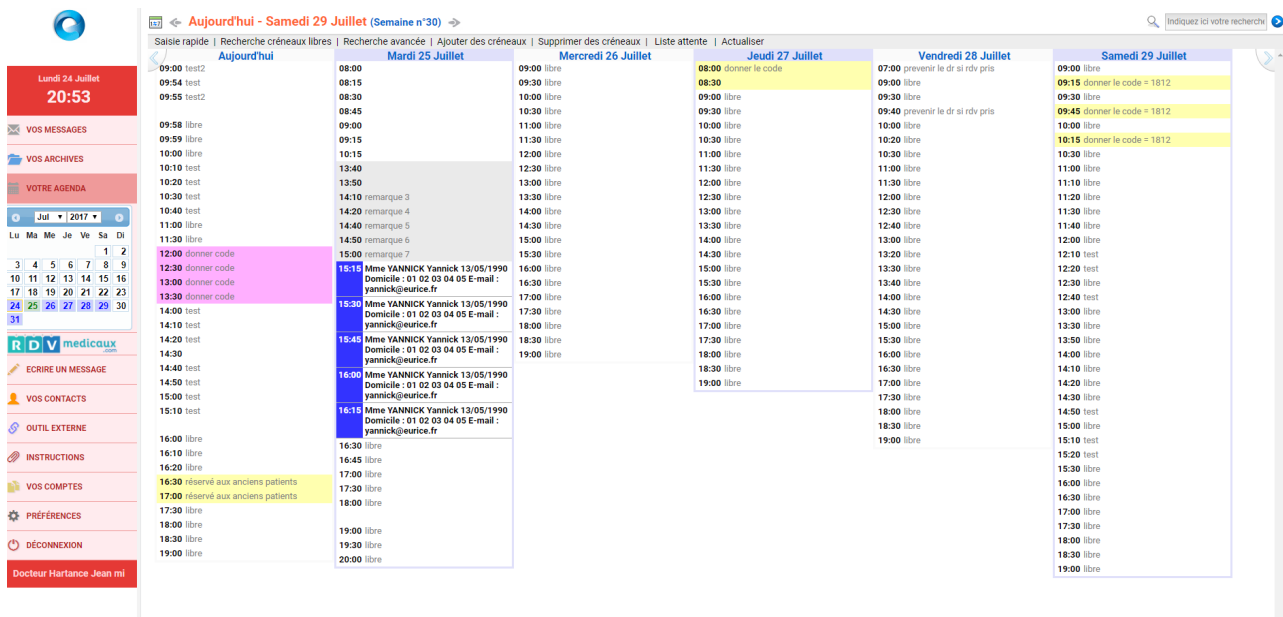 Aujourd'hui - Samedi 29 Juillet (Semaine n°30)
Indiquez ici votre recherche
Saisie rapide | Recherche créneaux libres | Recherche avancée | Ajouter des créneaux | Supprimer des créneaux | Liste attente | Actualiser
Lundi 24 Juillet
20:53
VOS MESSAGES
VOS ARCHIVES
VOTRE AGENDA
Jul 2017
Lu Ma Me Je Ve Sa Di
1 2
3 4 5 6 7 8 9
10 11 12 13 14 15 16
17 18 19 20 21 22 23
24 25 26 27 28 29 30
31
RDV medicaux .com
ECRIRE UN MESSAGE
VOS CONTACTS
OUTIL EXTERNE
INSTRUCTIONS
VOS COMPTES
PRÉFÉRENCES
DÉCONNEXION
Docteur Hartance Jean mi
Aujourd'hui
09:00 test2
09:54 test
09:55 test2
09:58 libre
09:59 libre
10:00 libre
10:10 test
10:20 test
10:30 test
10:40 test
11:00 libre
11:30 libre
12:00 donner code
12:30 donner code
13:00 donner code
13:30 donner code
14:00 test
14:10 test
14:20 test
14:30
14:40 test
14:50 test
15:00 test
15:10 test
16:00 libre
16:10 libre
16:20 libre
16:30 réservé aux anciens patients
17:00 réservé aux anciens patients
17:30 libre
18:00 libre
18:30 libre
19:00 libre
Mardi 25 Juillet
08:00
08:15
08:30
08:45
09:00
09:15
10:15
13:40
13:50
14:10 remarque 3
14:20 remarque 4
14:40 remarque 5
14:50 remarque 6
15:00 remarque 7
15:15 Mme YANNICK Yannick 13/05/1990
Domicile : 01 02 03 04 05 E-mail :
yannick@eurice.fr
15:30 Mme YANNICK Yannick 13/05/1990
Domicile : 01 02 03 04 05 E-mail :
yannick@eurice.fr
15:45 Mme YANNICK Yannick 13/05/1990
Domicile : 01 02 03 04 05 E-mail :
yannick@eurice.fr
16:00 Mme YANNICK Yannick 13/05/1990
Domicile : 01 02 03 04 05 E-mail :
yannick@eurice.fr
16:15 Mme YANNICK Yannick 13/05/1990
Domicile : 01 02 03 04 05 E-mail :
yannick@eurice.fr
16:30 libre
16:45 libre
17:00 libre
17:30 libre
18:00 libre
19:00 libre
19:30 libre
20:00 libre
Mercredi 26 Juillet
09:00 libre
09:30 libre
10:00 libre
10:30 libre
11:00 libre
11:30 libre
12:00 libre
12:30 libre
13:00 libre
13:30 libre
14:00 libre
14:30 libre
15:00 libre
15:30 libre
16:00 libre
16:30 libre
17:00 libre
17:30 libre
18:00 libre
18:30 libre
19:00 libre
Jeudi 27 Juillet
08:00 donner le code
08:30
09:00 libre
09:30 libre
10:00 libre
10:30 libre
11:00 libre
11:30 libre
12:00 libre
12:30 libre
13:00 libre
13:30 libre
14:00 libre
14:30 libre
15:00 libre
15:30 libre
16:00 libre
16:30 libre
17:00 libre
17:30 libre
18:00 libre
18:30 libre
19:00 libre
Vendredi 28 Juillet
07:00 prevenir le dr si rdv pris
09:00 libre
09:30 libre
09:40 prevenir le dr si rdv pris
10:00 libre
10:20 libre
10:30 libre
11:00 libre
11:30 libre
12:00 libre
12:30 libre
12:40 libre
13:00 libre
13:20 libre
13:30 libre
13:40 libre
14:00 libre
14:30 libre
15:00 libre
15:30 libre
16:00 libre
16:30 libre
17:00 libre
17:30 libre
18:00 libre
18:30 libre
19:00 libre
Samedi 29 Juillet
09:00 libre
09:15 donner le code = 1812
09:30 libre
09:45 donner le code = 1812
10:00 libre
10:15 donner le code = 1812
10:30 libre
11:00 libre
11:10 libre
11:20 libre
11:30 libre
11:40 libre
12:00 libre
12:10 test
12:20 test
12:30 libre
12:40 test
13:00 libre
13:30 libre
13:50 libre
14:00 libre
14:10 libre
14:20 libre
14:30 libre
14:50 test
15:00 libre
15:10 test
15:20 test
15:30 libre
16:00 libre
16:30 libre
17:00 libre
17:30 libre
18:00 libre
18:30 libre
19:00 libre